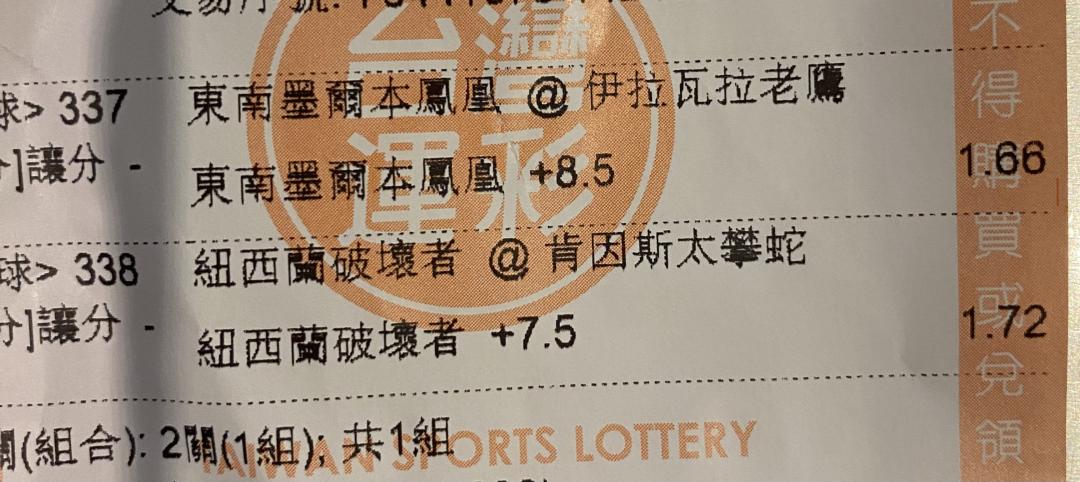 球> 337 東南墨爾本鳳凰 @ 伊拉瓦拉老鷹
分]讓分 - 東南墨爾本鳳凰 +8.5 1.66
球> 338 紐西蘭破壞者 @ 肯因斯太攀蛇
分]讓分 - 紐西蘭破壞者 +7.5 1.72
關(組合): 2關(1組); 共1組
台灣
運彩
TAIWAN SPORTS LOTTERY
不得購買或兌領